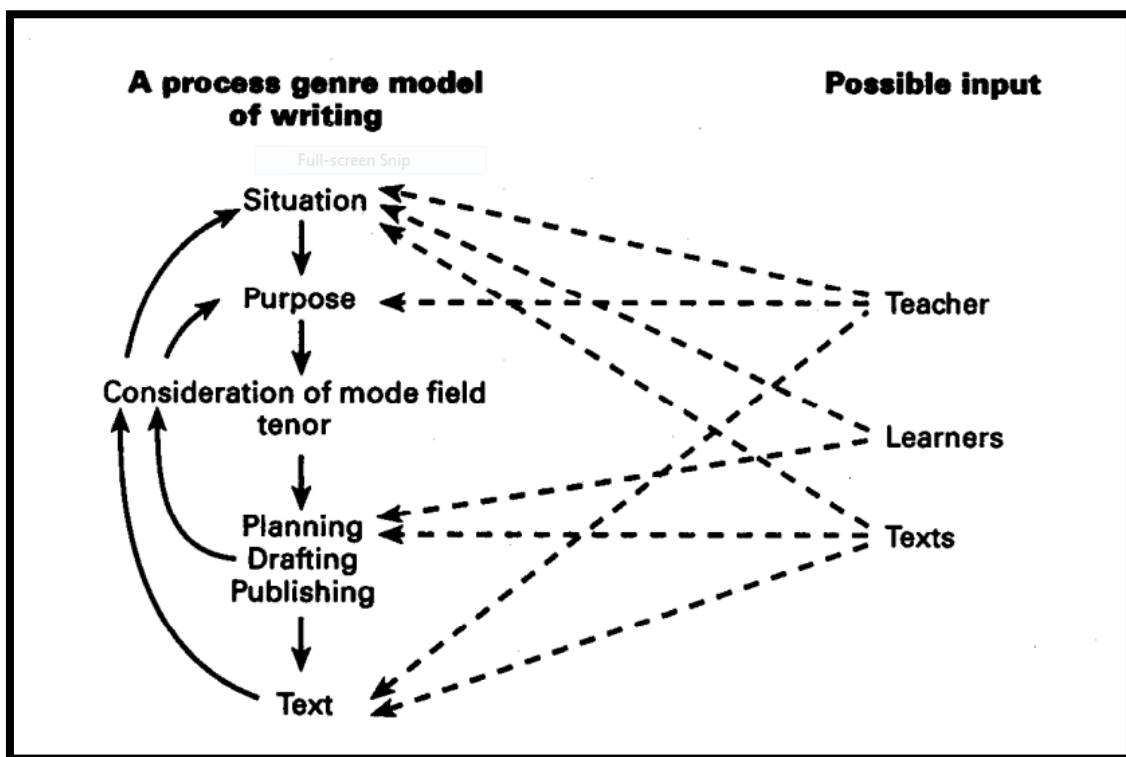 A process genre model
of writing
Possible input
Full-screen Snip
Situation
Purpose
Teacher
Consideration of mode field
tenor
Learners
Planning
Drafting
Publishing
Texts
Text